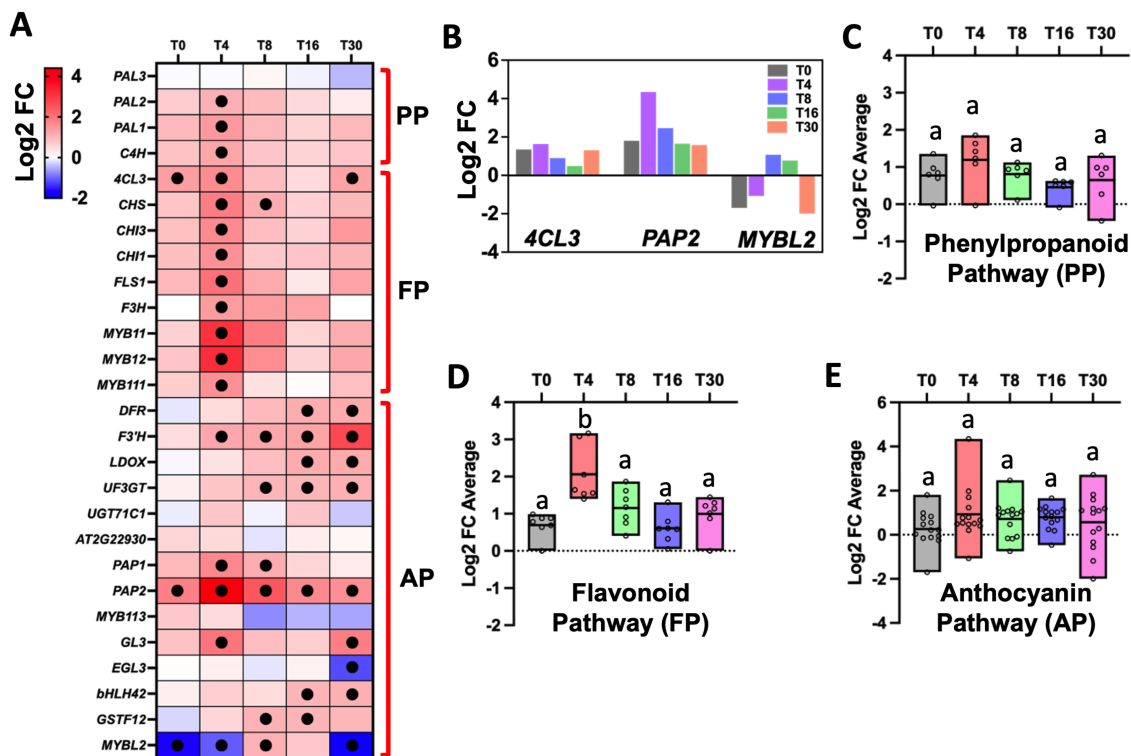 A
T0 T4 T8 T16 T30
Log2 FC
4
2
0
-2
PAL3
PAL2
PAL1
C4H
4CL3
CHS
CHI3
CHI1
FLS1
F3H
MYB11
MYB12
MYB111
DFR
F3'H
LDOX
UF3GT
UGT71C1
AT2G22930
PAP1
PAP2
MYB113
GL3
EGL3
bHLH42
GSTF12
MYBL2
PP
FP
AP
B
Log2 FC
6
4
2
0
-2
-4
T0
T4
T8
T16
T30
4CL3 PAP2 MYBL2
C
T0 T4 T8 T16 T30
Log2 FC Average
4
3
2
1
0
-1
-2
a a a a a
Phenylpropanoid
Pathway (PP)
D
T0 T4 T8 T16 T30
Log2 FC Average
4
3
2
1
0
-1
-2
a b a a a
Flavonoid
Pathway (FP)
E
T0 T4 T8 T16 T30
Log2 FC Average
6
4
2
0
-2
-4
a a a a a
Anthocyanin
Pathway (AP)